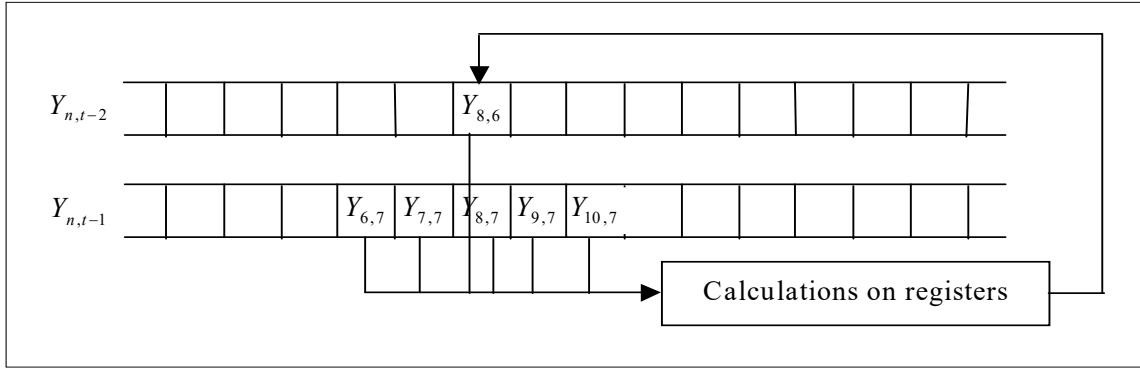 Y_{n,t-2} Y_{8,6}
Y_{n,t-1} Y_{6,7} Y_{7,7} Y_{8,7} Y_{9,7} Y_{10,7}
Calculations on registers